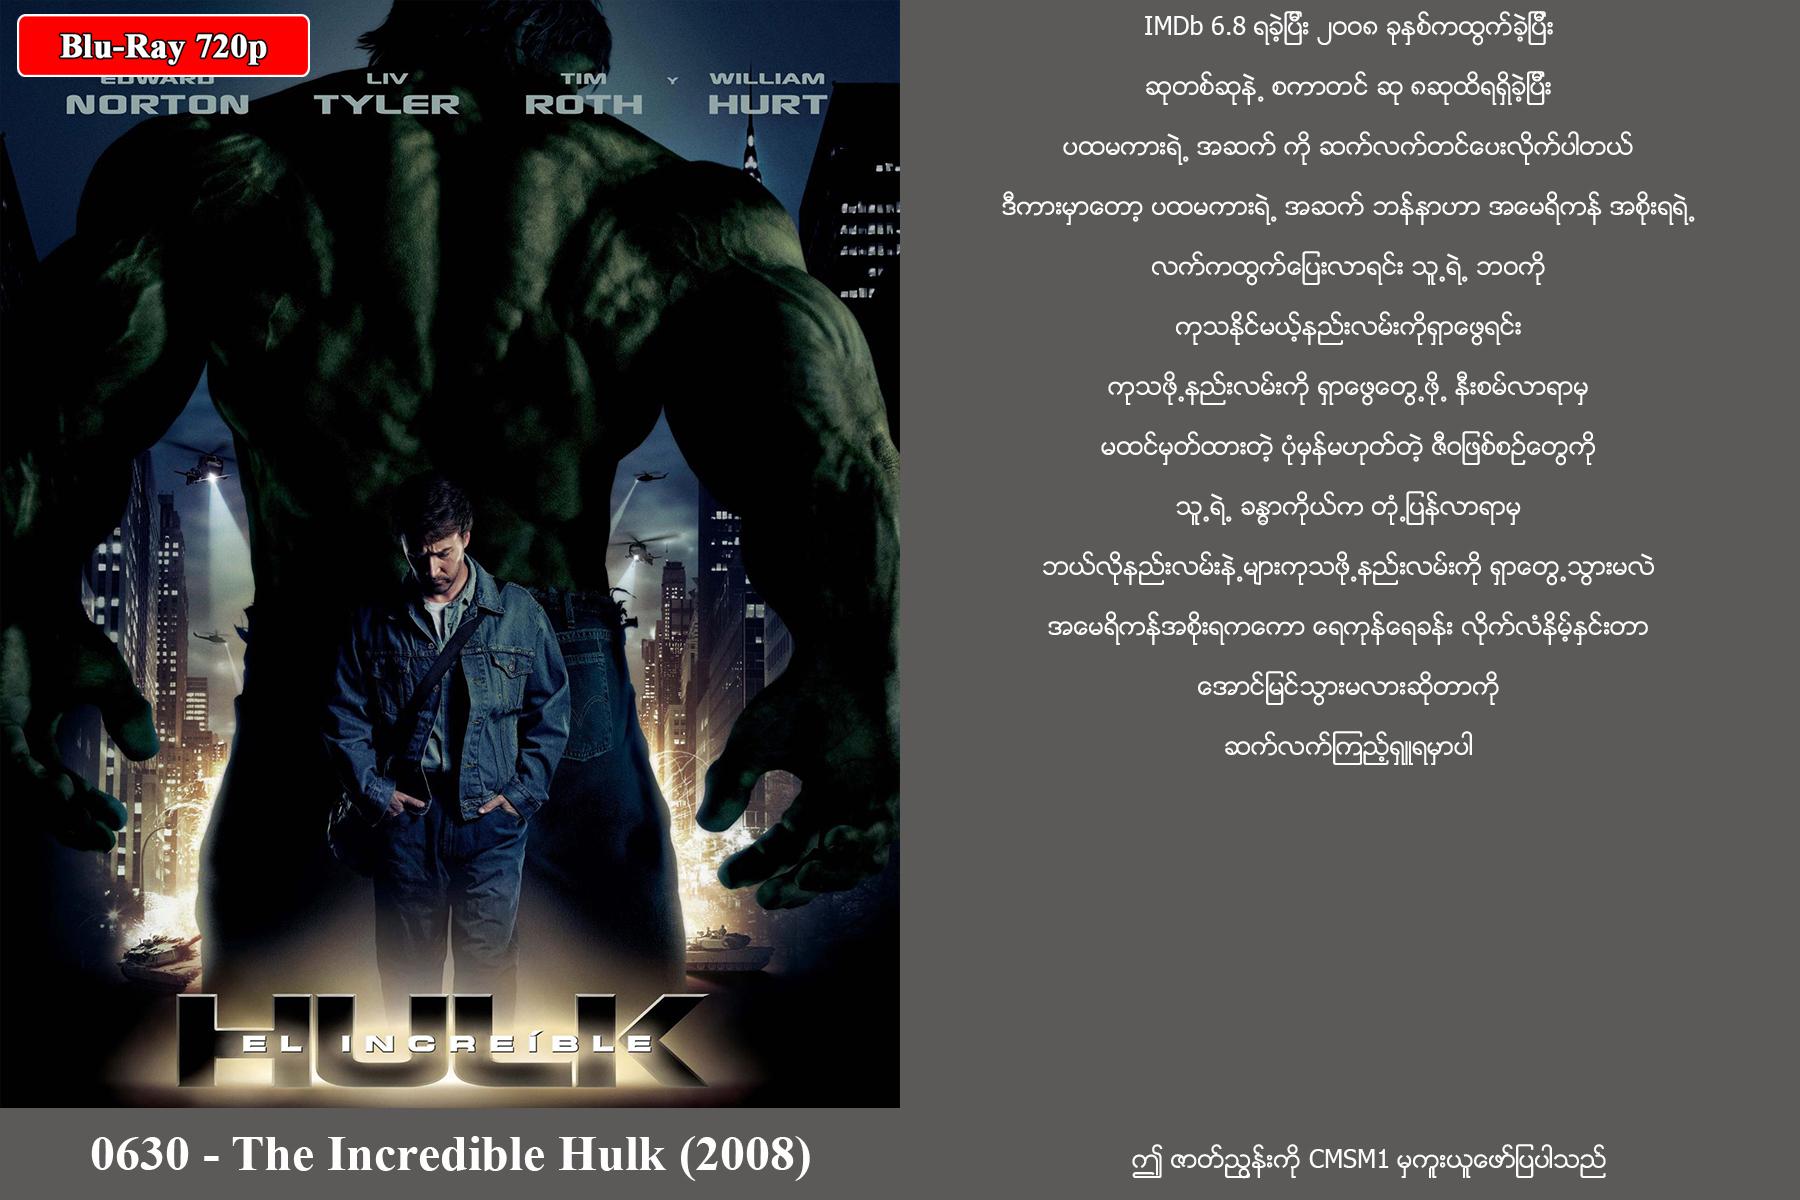 Blu-Ray 720p
EDWARD NORTON
LIV TYLER
TIM ROTH
Y
WILLIAM HURT
HULK
EL INCREÍBLE
0630 - The Incredible Hulk (2008)
IMDb 6.8 ရခဲ့ပြီး ၂၀၀၈ ခုနှစ်ကထွက်ခဲ့ပြီး
ဆုတစ်ဆုနဲ့ စကာတင် ဆု ၈ဆုထိရရှိခဲ့ပြီး
ပထမကားရဲ့ အဆက် ကို ဆက်လက်တင်ပေးလိုက်ပါတယ်
ဒီကားမှာတော့ ပထမကားရဲ့ အဆက် ဘန်နာဟာ အမေရိကန် အစိုးရရဲ့
လက်ကထွက်ပြေးလာရင်း သူ့ရဲ့ ဘဝကို
ကုသနိုင်မယ့်နည်းလမ်းကိုရှာဖွေရင်း
ကုသဖို့နည်းလမ်းကို ရှာဖွေတွေ့ဖို့ နီးစမ်လာရာမှ
မထင်မှတ်ထားတဲ့ ပုံမှန်မဟုတ်တဲ့ ဇီဝဖြစ်စဉ်တွေကို
သူ့ရဲ့ ခန္ဓာကိုယ်က တုံ့ပြန်လာရာမှ
ဘယ်လိုနည်းလမ်းနဲ့များကုသဖို့နည်းလမ်းကို ရှာတွေ့သွားမလဲ
အမေရိကန်အစိုးရကကော ရေကုန်ရေခန်း လိုက်လံနှိမ့်နှင်းတာ
အောင်မြင်သွားမလားဆိုတာကို
ဆက်လက်ကြည့်ရှူရမှာပါ
ဤ ဇာတ်ညွှန်းကို CMSM1 မှကူးယူဖော်ပြပါသည်